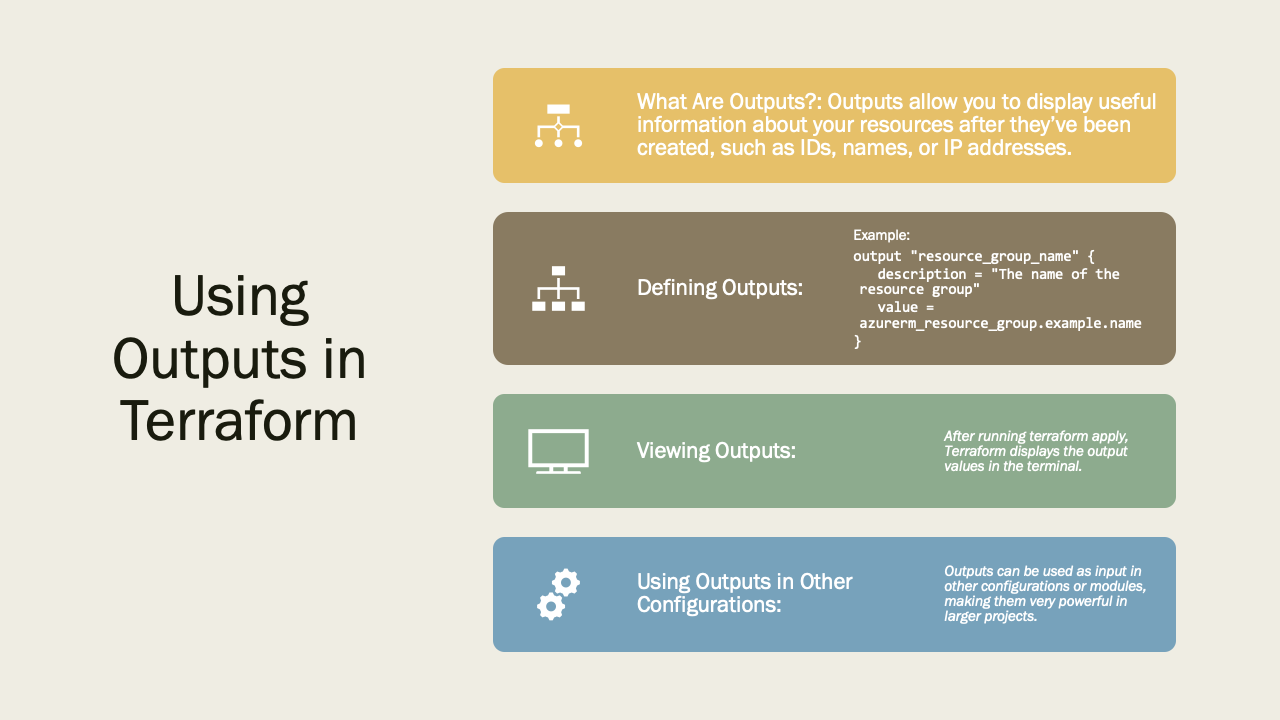 Using
Outputs in
Terraform
What Are Outputs?: Outputs allow you to display useful
information about your resources after they’ve been
created, such as IDs, names, or IP addresses.
Defining Outputs:
Example:
output "resource_group_name" {
description = "The name of the
resource group"
value =
azurerm_resource_group.example.name
}
Viewing Outputs:
After running terraform apply,
Terraform displays the output
values in the terminal.
Using Outputs in Other
Configurations:
Outputs can be used as input in
other configurations or modules,
making them very powerful in
larger projects.